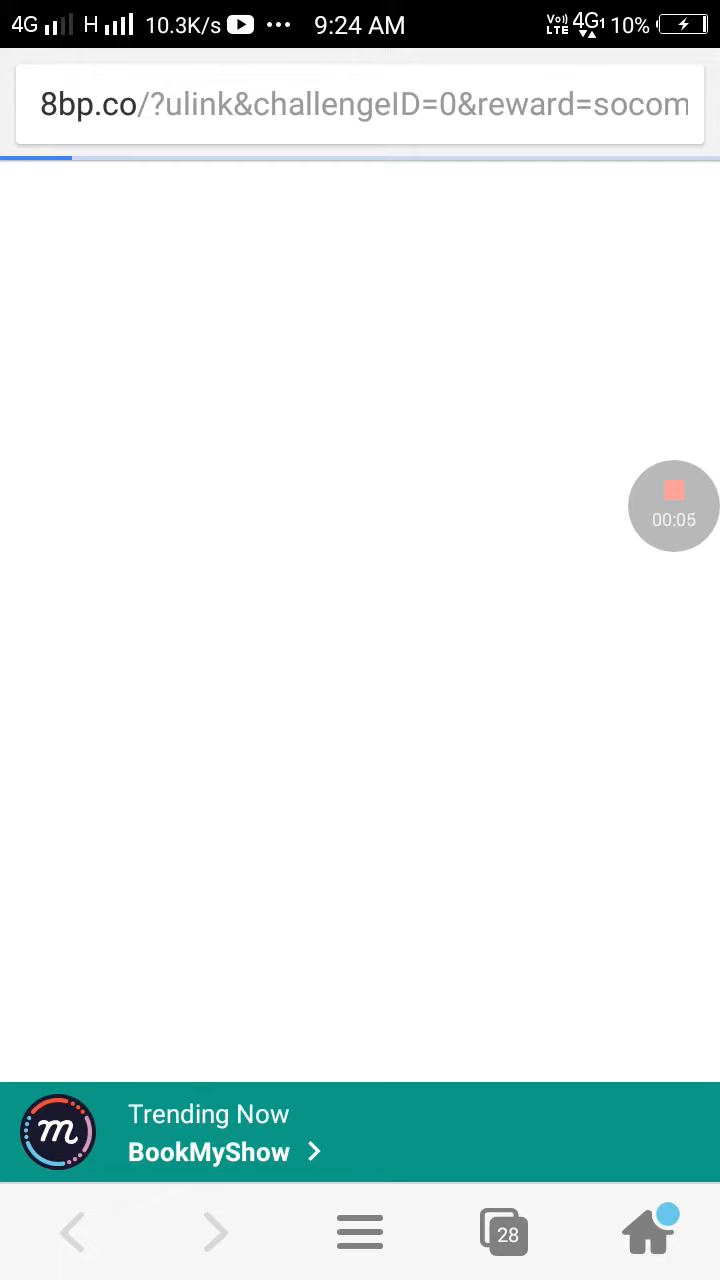 4G H 10.3K/s ••• 9:24 AM Vo)) LTE 4G1 10%
8bp.co/?ulink&challengeID=0&reward=socom
00:05
m Trending Now
BookMyShow >
28